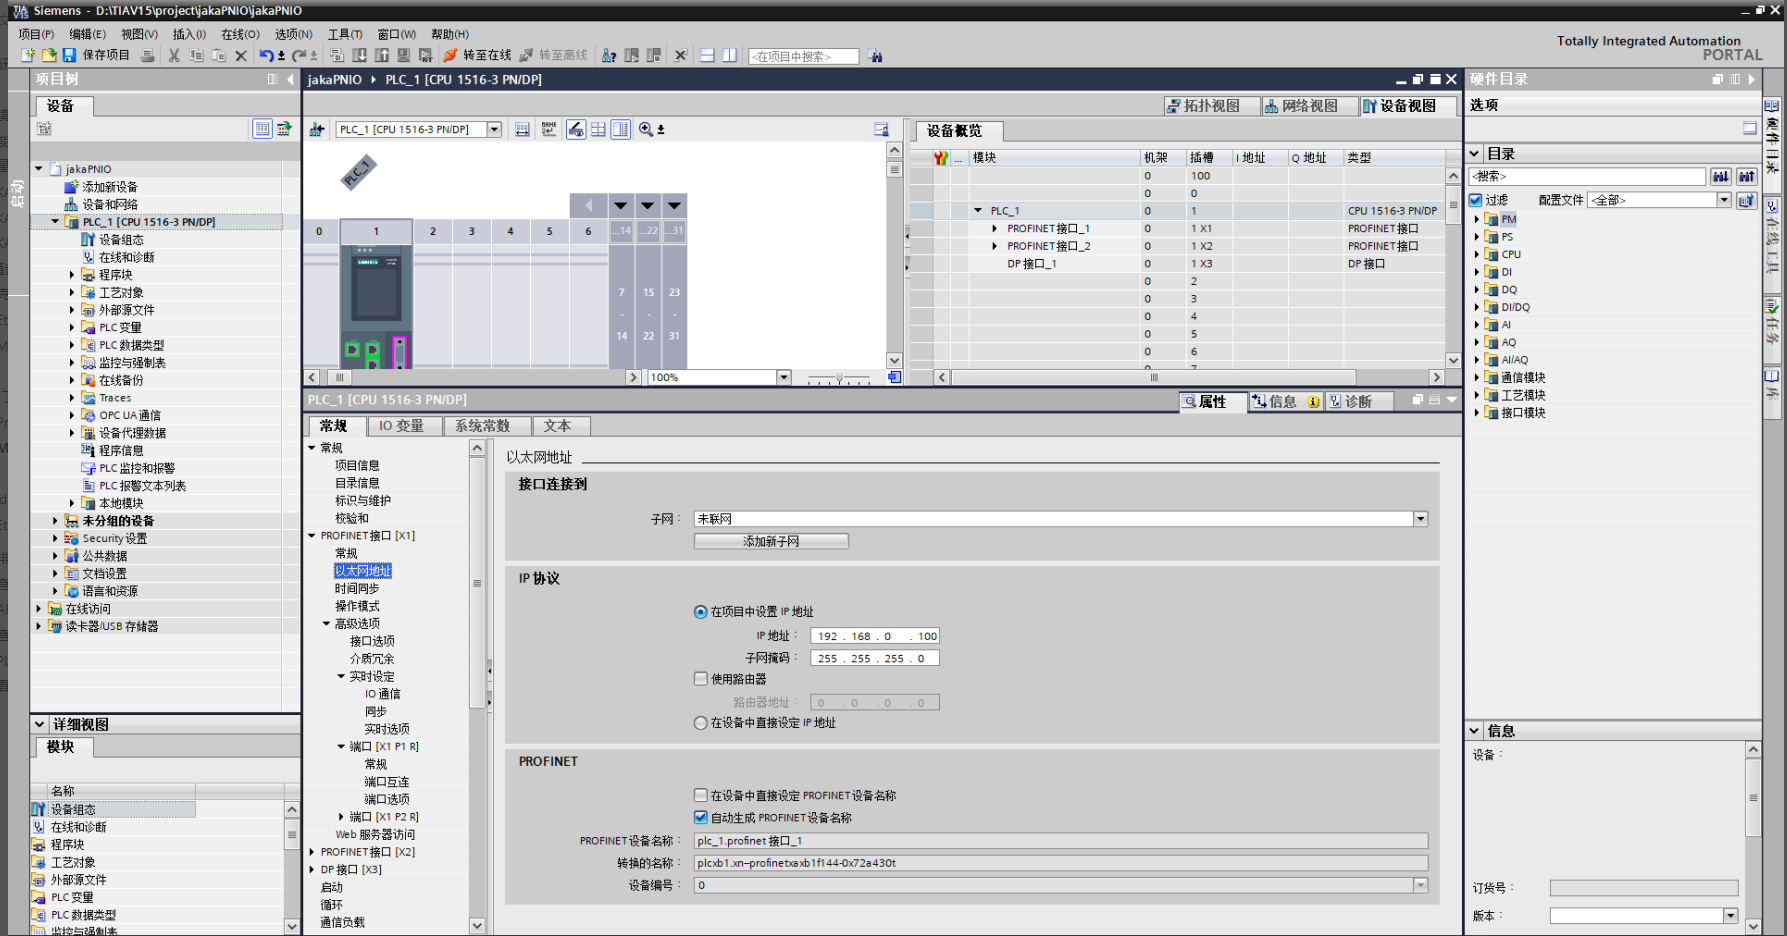 Siemens - D:\TIAV15\project\jakaPNIO\jakaPNIO
项目(P) 编辑(E) 视图(V) 插入(I) 在线(O) 选项(N) 工具(T) 窗口(W) 帮助(H)
保存项目 转至在线 转至离线 <在项目中搜索>
Totally Integrated Automation
PORTAL
项目树
设备
启动
jakaPNIO
添加新设备
设备和网络
PLC_1 [CPU 1516-3 PN/DP]
设备组态
在线和诊断
程序块
工艺对象
外部源文件
PLC 变量
PLC 数据类型
监控与强制表
在线备份
Traces
OPC UA 通信
设备代理数据
程序信息
PLC 监控和报警
PLC 报警文本列表
本地模块
未分组的设备
Security 设置
公共数据
文档设置
语言和资源
在线访问
读卡器/USB 存储器
详细视图
模块
名称
设备组态
在线和诊断
程序块
工艺对象
外部源文件
PLC 变量
PLC 数据类型
监控与强制表
jakaPNIO PLC_1 [CPU 1516-3 PN/DP]
拓扑视图 网络视图 设备视图
PLC_1 [CPU 1516-3 PN/DP]
PLC_1
0 1 2 3 4 5 6 ...14 ...22 ...31
SIEMENS
7 15 23
- - -
14 22 31
100%
设备概览
... 模块 机架 插槽 I 地址 Q 地址 类型
0 100
0 0
PLC_1 0 1 CPU 1516-3 PN/DP
PROFINET接口_1 0 1 X1 PROFINET接口
PROFINET接口_2 0 1 X2 PROFINET接口
DP 接口_1 0 1 X3 DP 接口
0 2
0 3
0 4
0 5
0 6
PLC_1 [CPU 1516-3 PN/DP]
属性 信息 诊断
常规 IO 变量 系统常数 文本
常规
项目信息
目录信息
标识与维护
校验和
PROFINET接口 [X1]
常规
以太网地址
时间同步
操作模式
高级选项
接口选项
介质冗余
实时设定
IO 通信
同步
实时选项
端口 [X1 P1 R]
常规
端口互连
端口选项
端口 [X1 P2 R]
Web 服务器访问
PROFINET接口 [X2]
DP 接口 [X3]
启动
循环
通信负载
以太网地址
接口连接到
子网： 未联网
添加新子网
IP 协议
在项目中设置 IP 地址
IP 地址： 192 . 168 . 0 . 100
子网掩码： 255 . 255 . 255 . 0
使用路由器
路由器地址： 0 . 0 . 0 . 0
在设备中直接设定 IP 地址
PROFINET
在设备中直接设定 PROFINET设备名称
自动生成 PROFINET设备名称
PROFINET设备名称： plc_1.profinet 接口_1
转换的名称： plcxb1.xn--profinetxaxb1f144-0x72a430t
设备编号： 0
硬件目录
选项
目录
<搜索>
过滤 配置文件 <全部>
PM
PS
CPU
DI
DQ
DI/DQ
AI
AQ
AI/AQ
通信模块
工艺模块
接口模块
信息
设备：
订货号：
版本：
硬件目录
在线工具
任务
库